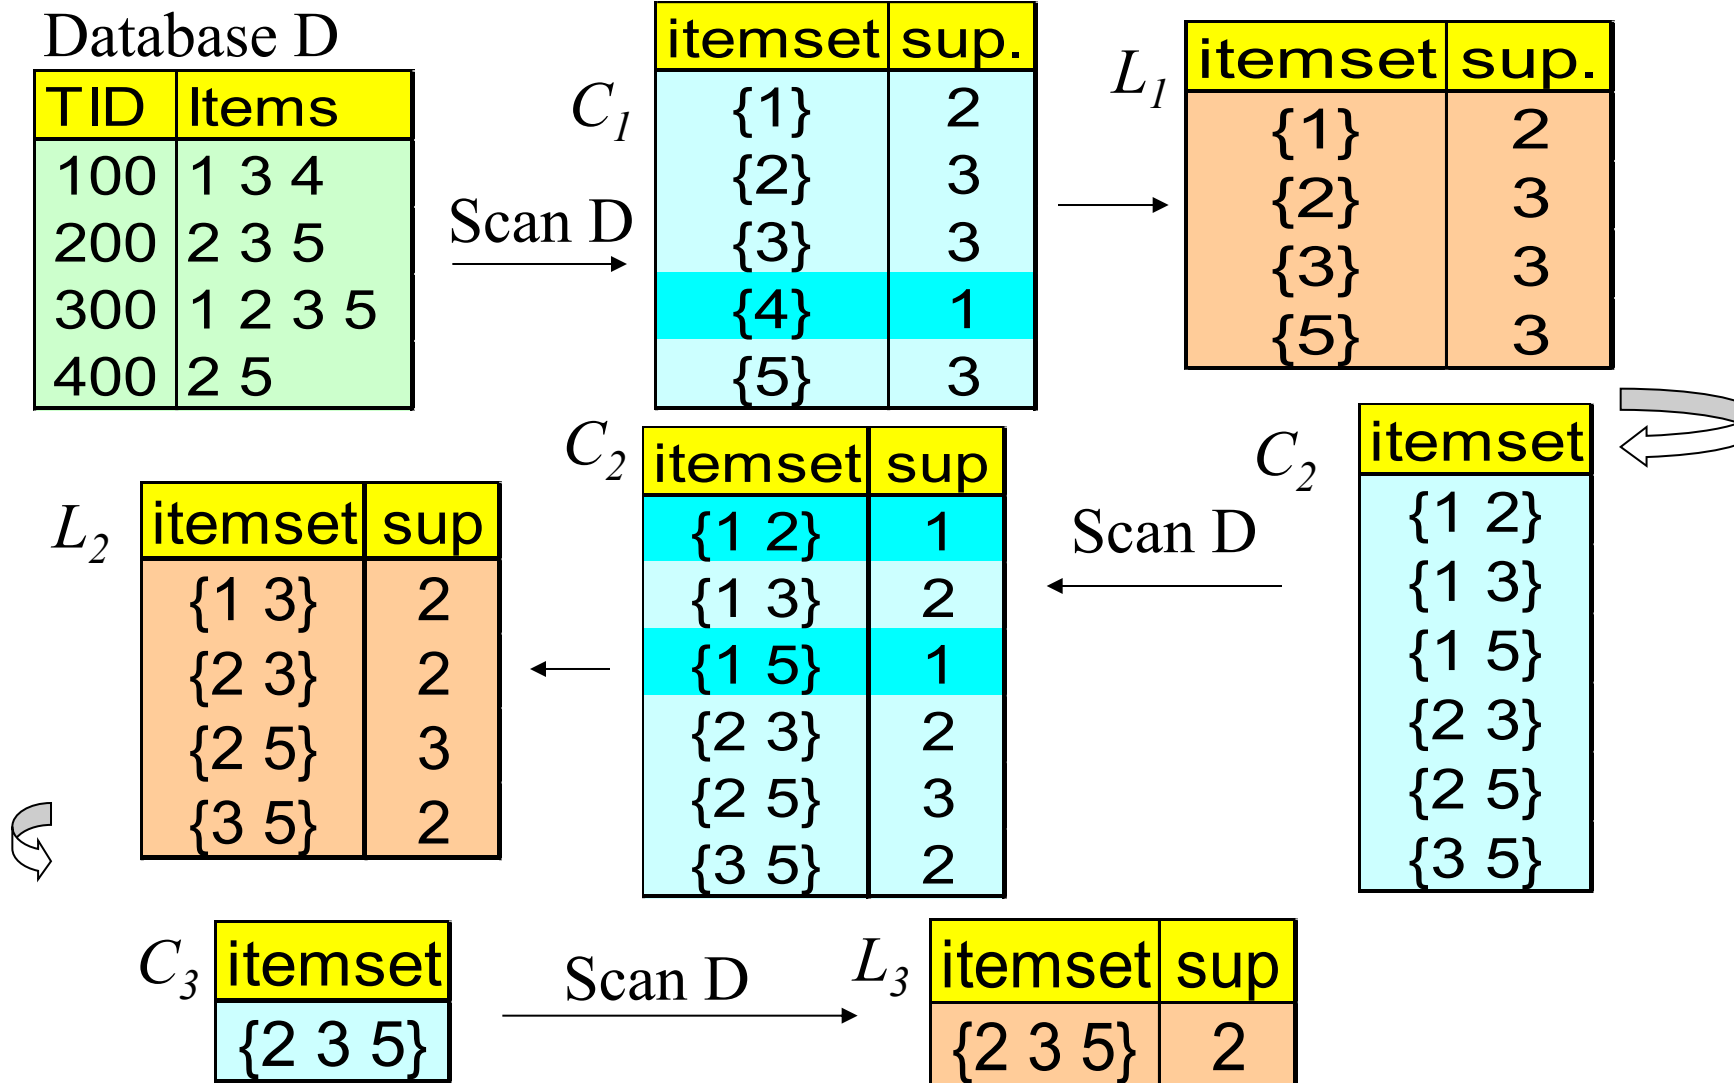 Database D
TID Items
100 1 3 4
200 2 3 5
300 1 2 3 5
400 2 5
Scan D
C1
itemset sup.
{1} 2
{2} 3
{3} 3
{4} 1
{5} 3
L1
itemset sup.
{1} 2
{2} 3
{3} 3
{5} 3
C2
itemset
{1 2}
{1 3}
{1 5}
{2 3}
{2 5}
{3 5}
Scan D
C2
itemset sup
{1 2} 1
{1 3} 2
{1 5} 1
{2 3} 2
{2 5} 3
{3 5} 2
L2
itemset sup
{1 3} 2
{2 3} 2
{2 5} 3
{3 5} 2
C3
itemset
{2 3 5}
Scan D
L3
itemset sup
{2 3 5} 2